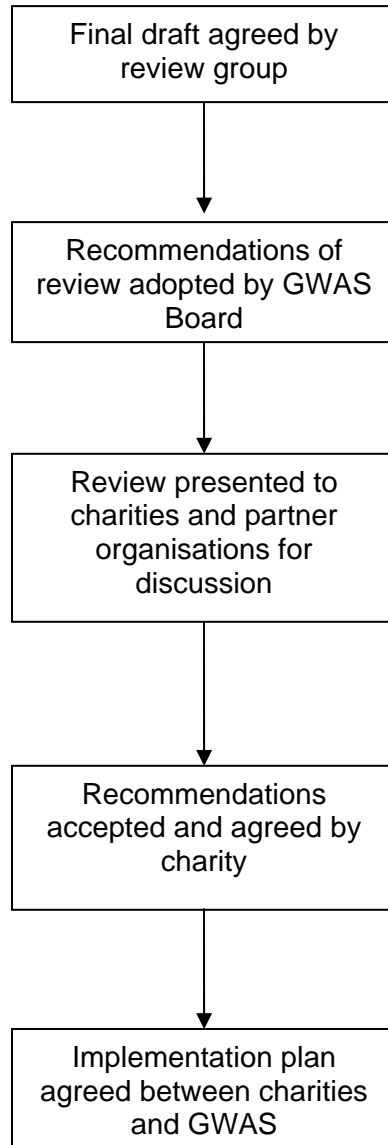 Final draft agreed by
review group
Recommendations of
review adopted by GWAS
Board
Review presented to
charities and partner
organisations for
discussion
Recommendations
accepted and agreed by
charity
Implementation plan
agreed between charities
and GWAS